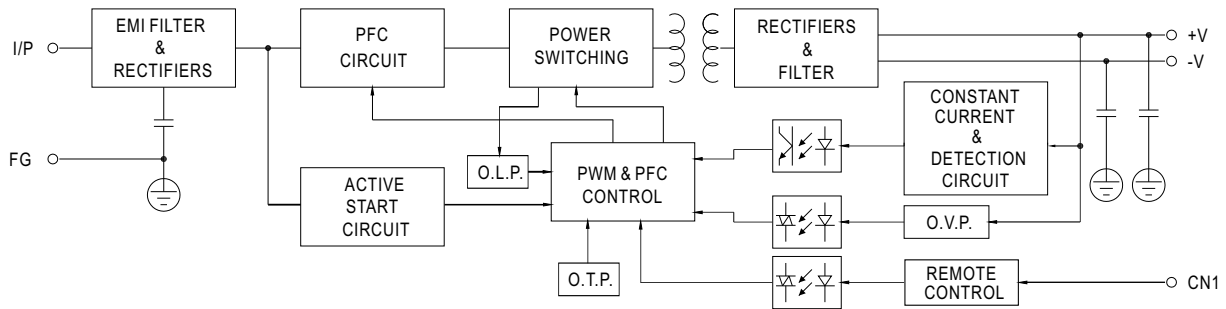 I/P
EMI FILTER
&
RECTIFIERS
PFC
CIRCUIT
POWER
SWITCHING
RECTIFIERS
&
FILTER
+V
-V
CONSTANT
CURRENT
&
DETECTION
CIRCUIT
FG
O.L.P.
PWM & PFC
CONTROL
ACTIVE
START
CIRCUIT
O.V.P.
O.T.P.
REMOTE
CONTROL
CN1